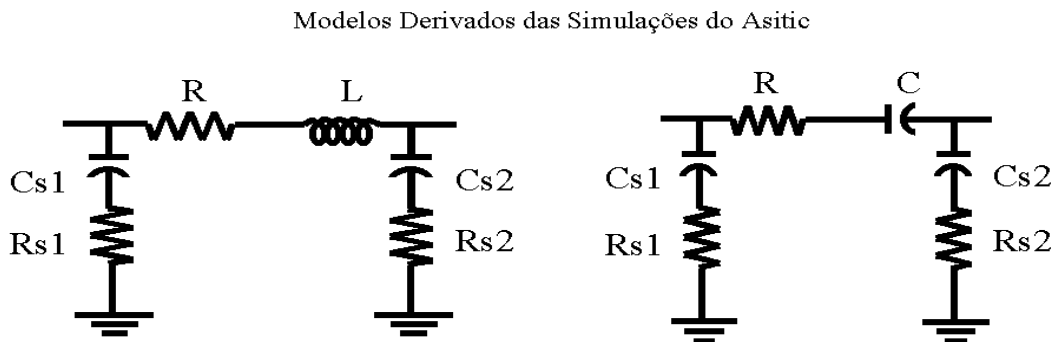 Modelos Derivados das Simulações do Asitic
R
L
Cs1
Cs2
Rs1
Rs2
R
C
Cs1
Cs2
Rs1
Rs2